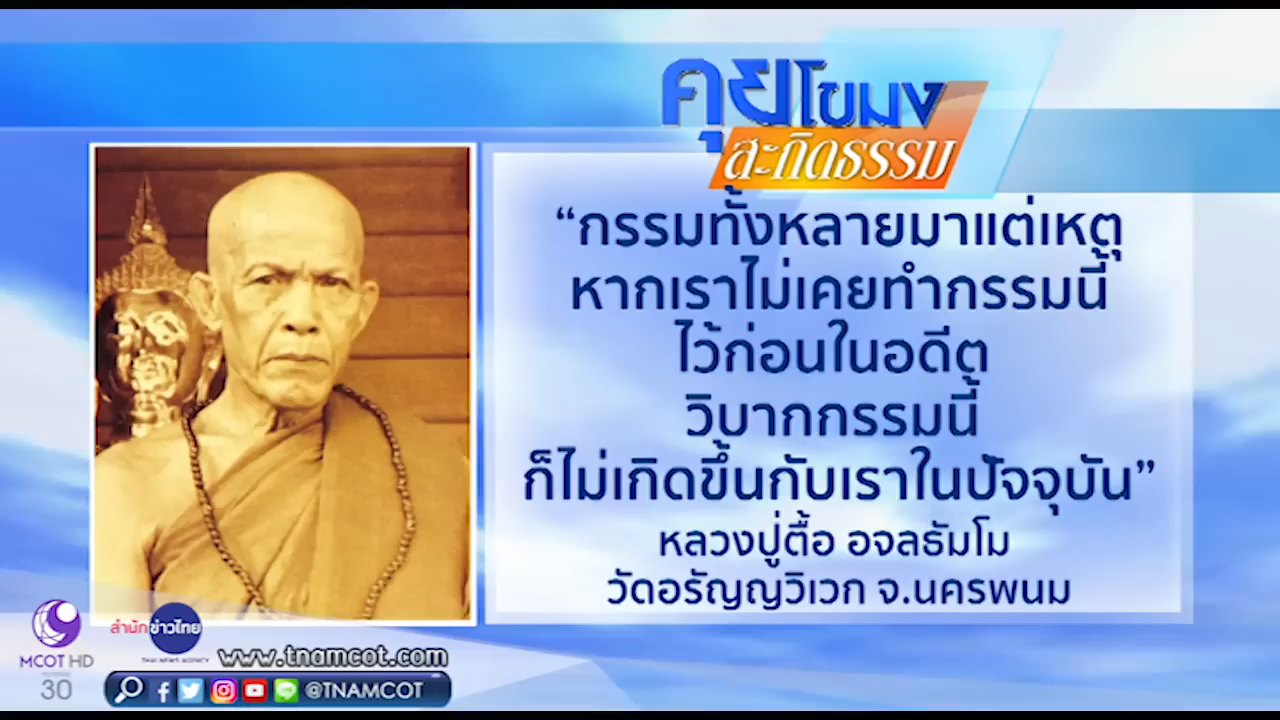 คุยโขมง
สะกิดธรรม
“กรรมทั้งหลายมาแต่เหตุ
หากเราไม่เคยทำกรรมนี้
ไว้ก่อนในอดีต
วิบากกรรมนี้
ก็ไม่เกิดขึ้นกับเราในปัจจุบัน”
หลวงปู่ตื้อ อจลธัมโม
วัดอรัญญวิเวก จ.นครพนม
MCOT HD
30
สำนักข่าวไทย
THAI NEWS AGENCY
www.tnamcot.com
@TNAMCOT